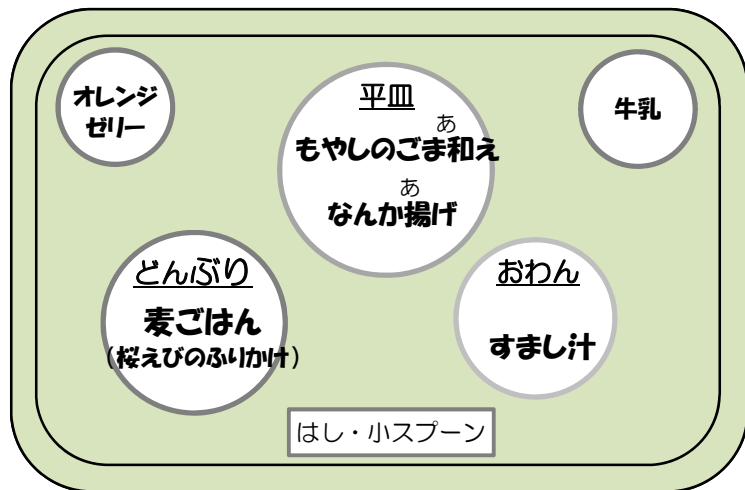 オレンジ
ゼリー
平皿
あ
もやしのごま和え
あ
なんか揚げ
牛乳
どんぶり
麦ごはん
(桜えびのふりかけ)
おわん
すまし汁
はし・小スプーン